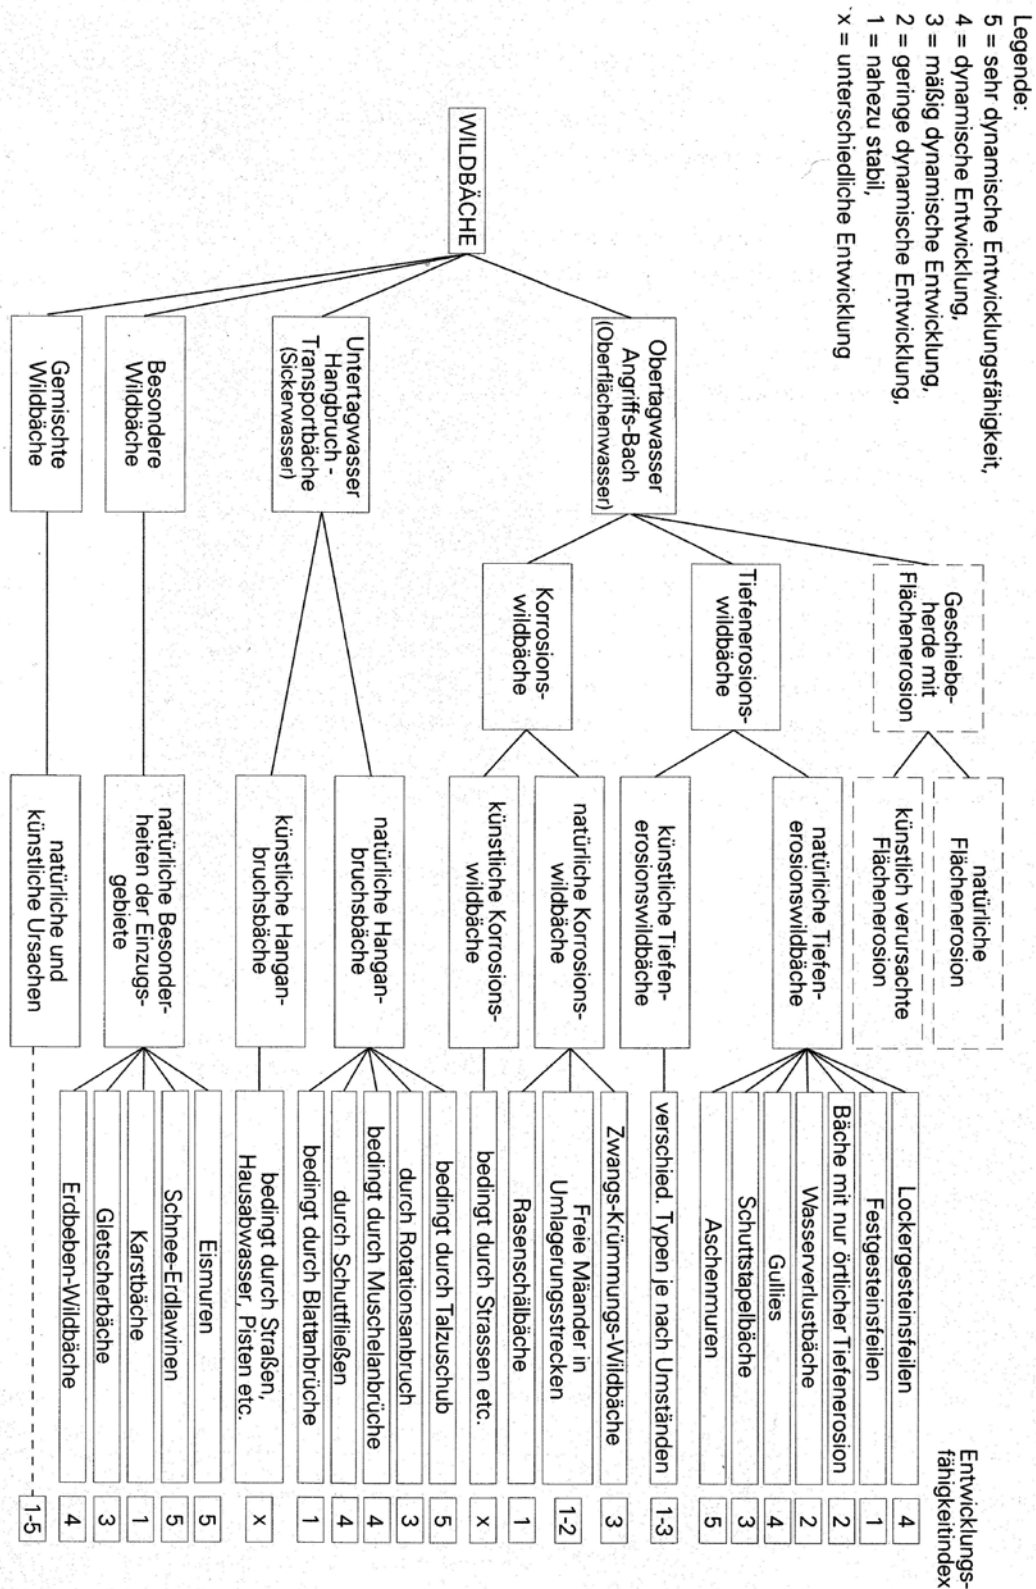 Legende:
5 = sehr dynamische Entwicklungsfähigkeit,
4 = dynamische Entwicklung,
3 = mäßig dynamische Entwicklung,
2 = geringe dynamische Entwicklung,
1 = nahezu stabil,
x = unterschiedliche Entwicklung
Entwicklungs-
fähigkeitindex
WILDBÄCHE
Obertagwasser
Angriffs-Bach
(Oberflächenwasser)
Geschiebe-
herde mit
Flächenerosion
natürliche
Flächenerosion
künstlich verursachte
Flächenerosion
Tiefenerosions-
wildbäche
natürliche Tiefen-
erosionswildbäche
Lockergesteinsfeilen
4
Festgesteinsfeilen
1
Bäche mit nur örtlicher Tiefenerosion
2
Wasserverlustbäche
2
Gullies
4
Schuttstapelbäche
3
Aschenmuren
5
künstliche Tiefen-
erosionswildbäche
verschied. Typen je nach Umständen
1-3
Korrosions-
wildbäche
natürliche Korrosions-
wildbäche
Zwangs-Krümmungs-Wildbäche
3
Freie Mäander in
Umlagerungsstrecken
1-2
Rasenschälbäche
1
künstliche Korrosions-
wildbäche
bedingt durch Strassen etc.
x
Untertagwasser
Hangbruch -
Transportbäche
(Sickerwasser)
natürliche Hangan-
bruchsbäche
bedingt durch Talzuschub
5
durch Rotationsanbruch
3
bedingt durch Muschelanbrüche
4
durch Schuttfließen
4
bedingt durch Blattanbrüche
1
künstliche Hangan-
bruchsbäche
bedingt durch Straßen,
Hausabwasser, Pisten etc.
x
Besondere
Wildbäche
natürliche Besonder-
heiten der Einzugs-
gebiete
Eismuren
5
Schnee-Erdlawinen
5
Karstbäche
1
Gletscherbäche
3
Erdbeben-Wildbäche
4
Gemischte
Wildbäche
natürliche und
künstliche Ursachen
1-5